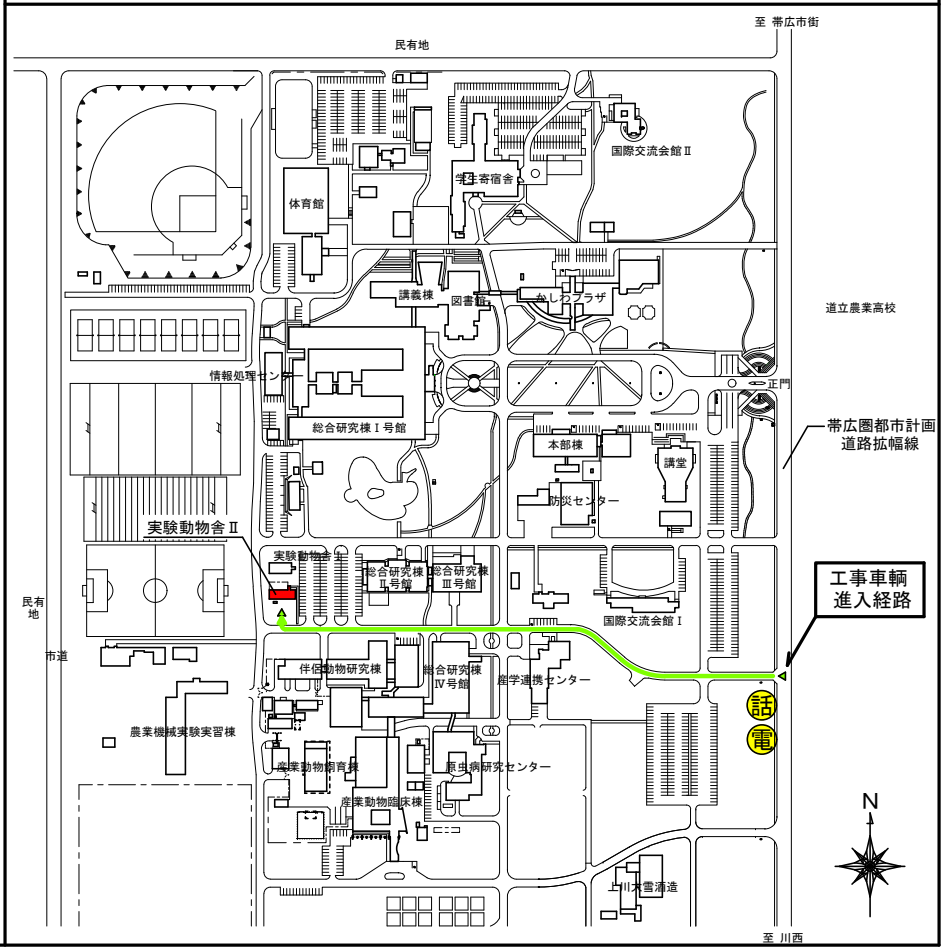 至 帯広市街
民有地
国際交流会館Ⅱ
学生寄宿舎
体育館
講義棟
図書館
かしわプラザ
道立農業高校
情報処理センター
正門
総合研究棟Ⅰ号館
帯広圏都市計画
道路拡幅線
本部棟
講堂
防災センター
実験動物舎Ⅱ
実験動物舎Ⅰ
総合研究棟
Ⅱ号館
総合研究棟
Ⅲ号館
工事車輌
進入経路
民有
地
国際交流会館Ⅰ
市道
伴侶動物研究棟
総合研究棟
Ⅳ号館
産学連携センター
話
電
農業機械実験実習棟
産業動物飼育棟
原虫病研究センター
産業動物臨床棟
N
上川大雪酒造
至 川西